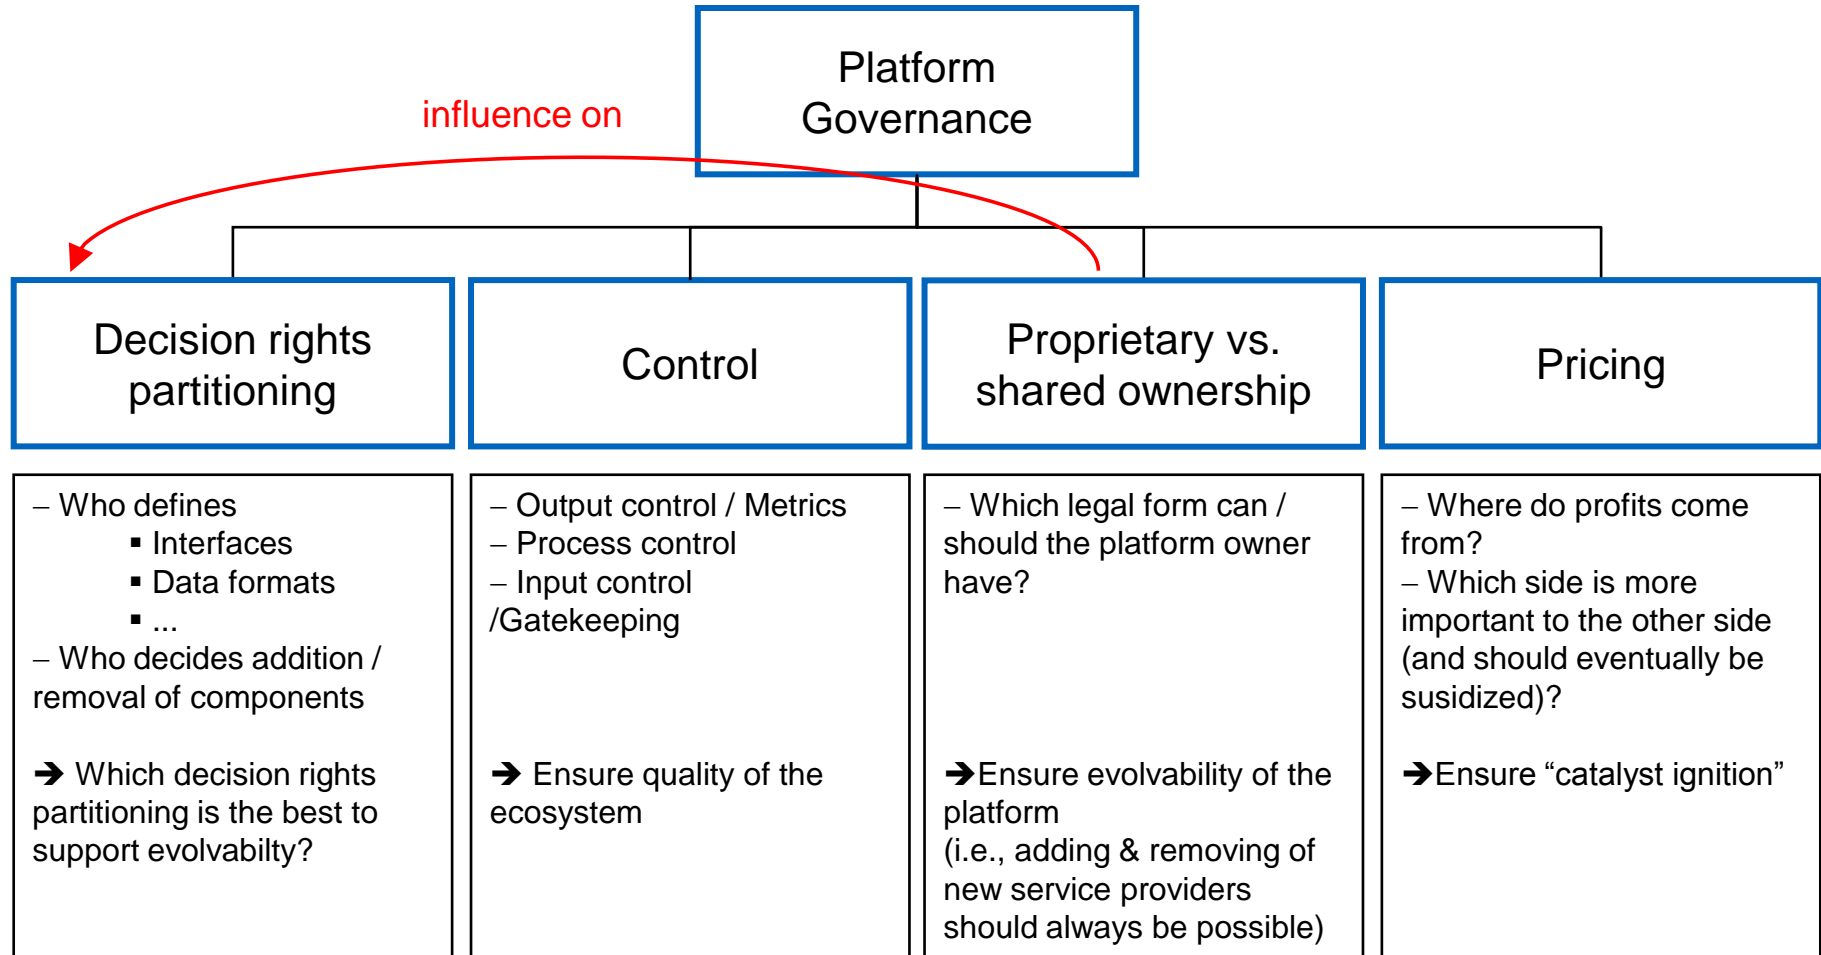 Platform
Governance
influence on
Decision rights
partitioning
Control
Proprietary vs.
shared ownership
Pricing
– Who defines
▪ Interfaces
▪ Data formats
▪ ...
– Who decides addition /
removal of components
➔ Which decision rights
partitioning is the best to
support evolvabilty?
– Output control / Metrics
– Process control
– Input control
/Gatekeeping
➔ Ensure quality of the
ecosystem
– Which legal form can /
should the platform owner
have?
➔Ensure evolvability of the
platform
(i.e., adding & removing of
new service providers
should always be possible)
– Where do profits come
from?
– Which side is more
important to the other side
(and should eventually be
susidized)?
➔Ensure “catalyst ignition”